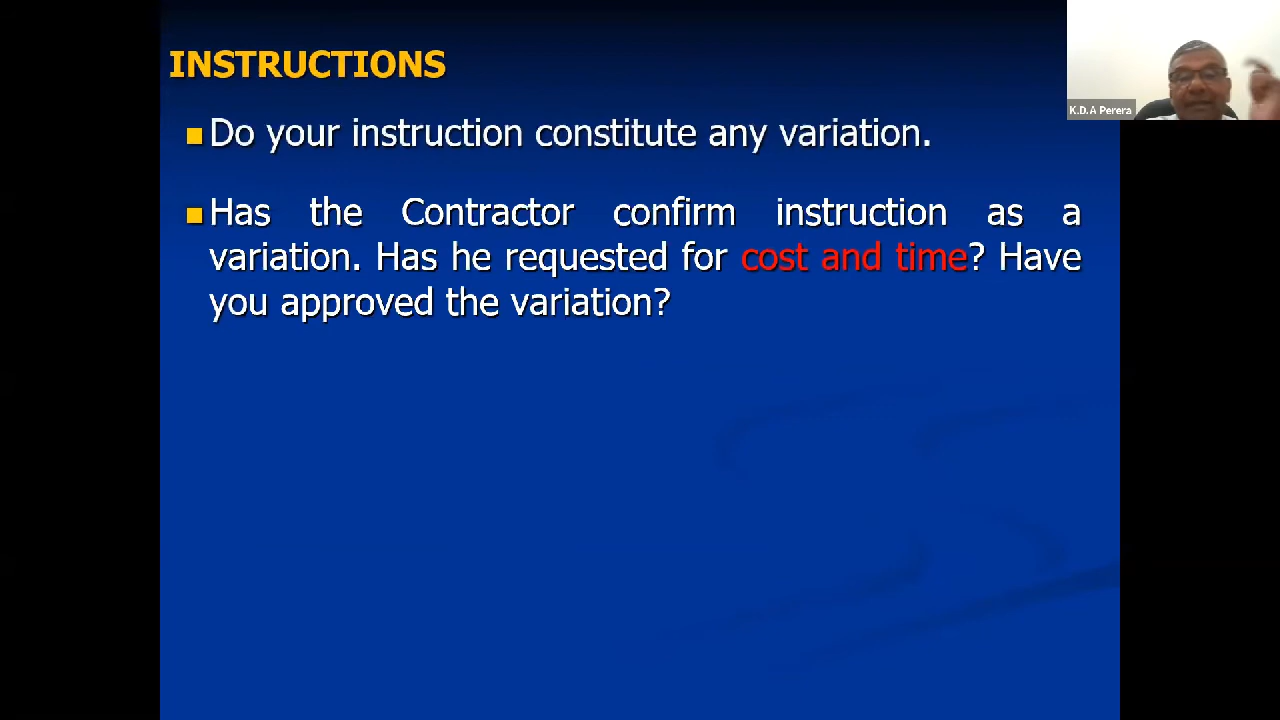 INSTRUCTIONS
Do your instruction constitute any variation.
Has the Contractor confirm instruction as a
variation. Has he requested for cost and time? Have
you approved the variation?
K.D.A Perera